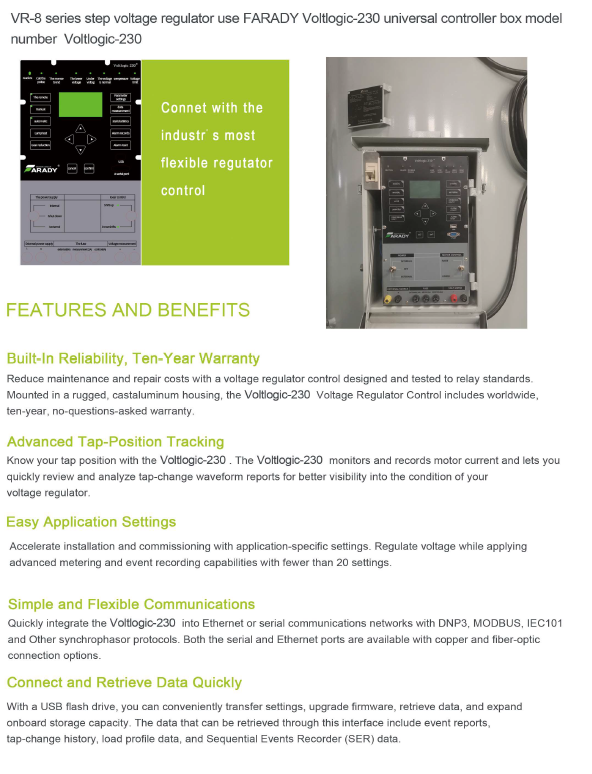 VR-8 series step voltage regulator use FARADY Voltlogic-230 universal controller box model
number Voltlogic-230
Voltlogic 230
FARADY
USB
Connet with the
industr`s most
flexible regutator
control
FARADY
FEATURES AND BENEFITS
Built-In Reliability, Ten-Year Warranty
Reduce maintenance and repair costs with a voltage regulator control designed and tested to relay standards.
Mounted in a rugged, castaluminum housing, the Voltlogic-230 Voltage Regulator Control includes worldwide,
ten-year, no-questions-asked warranty.
Advanced Tap-Position Tracking
Know your tap position with the Voltlogic-230 . The Voltlogic-230 monitors and records motor current and lets you
quickly review and analyze tap-change waveform reports for better visibility into the condition of your
voltage regulator.
Easy Application Settings
Accelerate installation and commissioning with application-specific settings. Regulate voltage while applying
advanced metering and event recording capabilities with fewer than 20 settings.
Simple and Flexible Communications
Quickly integrate the Voltlogic-230 into Ethernet or serial communications networks with DNP3, MODBUS, IEC101
and Other synchrophasor protocols. Both the serial and Ethernet ports are available with copper and fiber-optic
connection options.
Connect and Retrieve Data Quickly
With a USB flash drive, you can conveniently transfer settings, upgrade firmware, retrieve data, and expand
onboard storage capacity. The data that can be retrieved through this interface include event reports,
tap-change history, load profile data, and Sequential Events Recorder (SER) data.